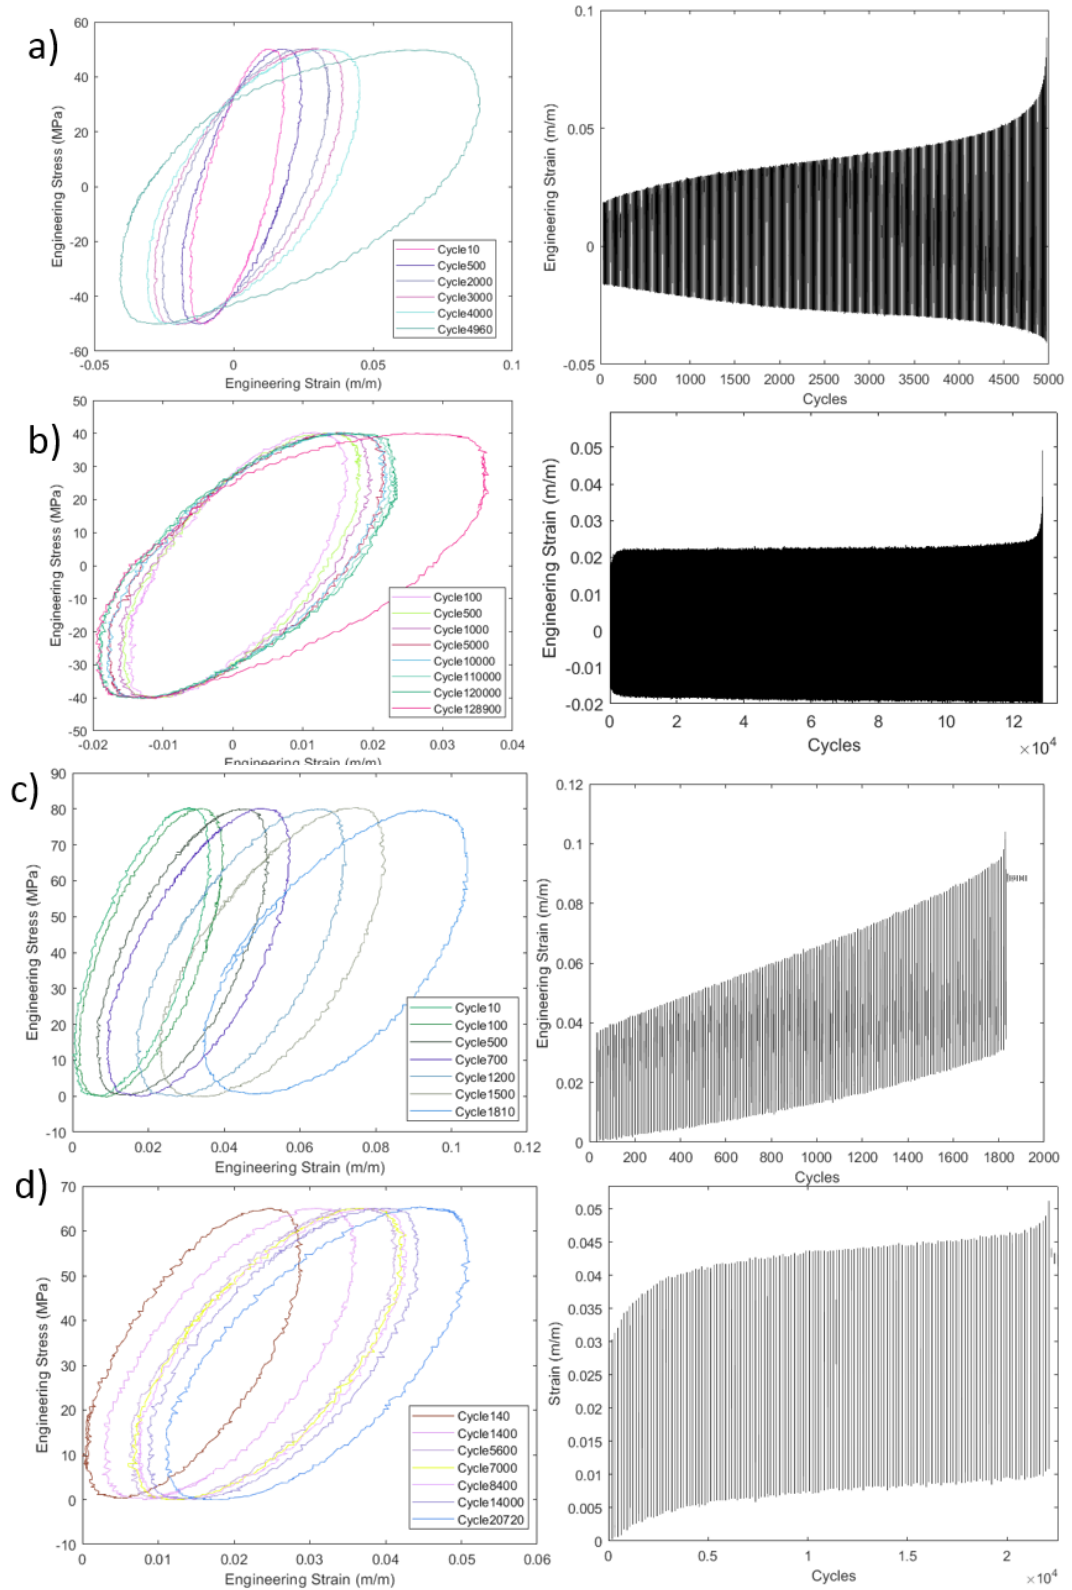 a)
60
40
20
0
-20
-40
-60
Engineering Stress (MPa)
-0.05
0
0.05
0.1
Engineering Strain (m/m)
Cycle10
Cycle500
Cycle2000
Cycle3000
Cycle4000
Cycle4960
0.1
0.05
0
-0.05
Engineering Strain (m/m)
0
500
1000
1500
2000
2500
3000
3500
4000
4500
5000
Cycles
b)
50
40
30
20
10
0
-10
-20
-30
-40
-50
Engineering Stress (MPa)
-0.02
-0.01
0
0.01
0.02
0.03
0.04
Engineering Strain (m/m)
Cycle100
Cycle500
Cycle1000
Cycle5000
Cycle10000
Cycle110000
Cycle120000
Cycle128900
0.05
0.04
0.03
0.02
0.01
0
-0.01
-0.02
Engineering Strain (m/m)
0
2
4
6
8
10
12
×10⁴
Cycles
c)
90
80
70
60
50
40
30
20
10
0
-10
Engineering Stress (MPa)
0
0.02
0.04
0.06
0.08
0.1
0.12
Engineering Strain (m/m)
Cycle10
Cycle100
Cycle500
Cycle700
Cycle1200
Cycle1500
Cycle1810
0.12
0.1
0.08
0.06
0.04
0.02
0
Engineering Strain (m/m)
0
200
400
600
800
1000
1200
1400
1600
1800
2000
Cycles
d)
70
60
50
40
30
20
10
0
-10
Engineering Stress (MPa)
0
0.01
0.02
0.03
0.04
0.05
0.06
Engineering Strain (m/m)
Cycle140
Cycle1400
Cycle5600
Cycle7000
Cycle8400
Cycle14000
Cycle20720
0.05
0.045
0.04
0.035
0.03
0.025
0.02
0.015
0.01
0.005
0
Strain (m/m)
0
0.5
1
1.5
2
×10⁴
Cycles